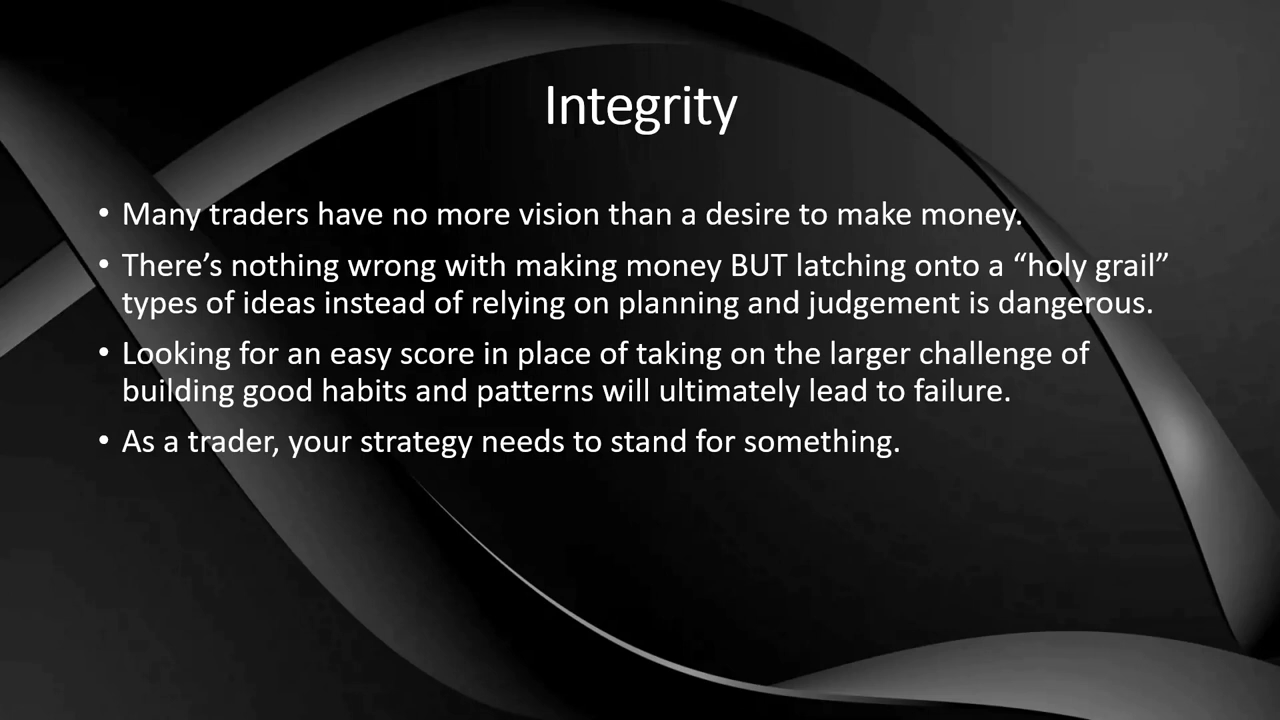 Integrity
• Many traders have no more vision than a desire to make money.
• There’s nothing wrong with making money BUT latching onto a “holy grail”
types of ideas instead of relying on planning and judgement is dangerous.
• Looking for an easy score in place of taking on the larger challenge of
building good habits and patterns will ultimately lead to failure.
• As a trader, your strategy needs to stand for something.